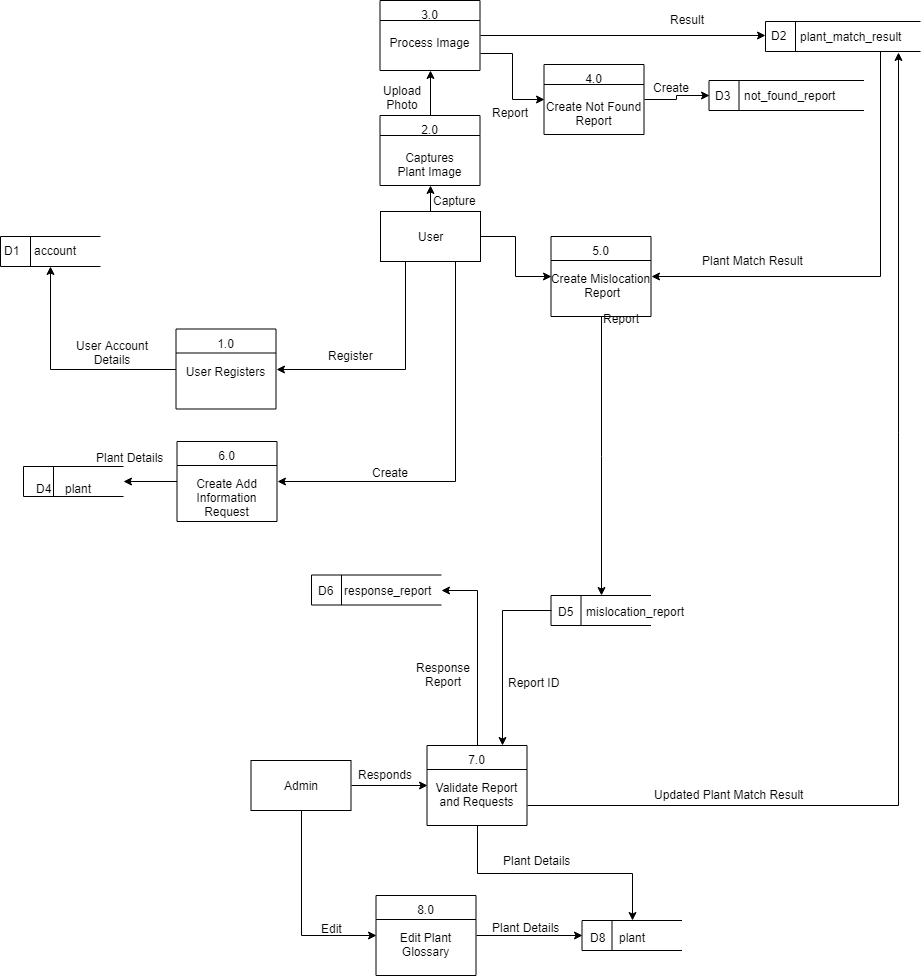 3.0
Process Image
Result
D2 plant_match_result
Upload
Photo
Report
4.0
Create Not Found
Report
Create
D3 not_found_report
2.0
Captures
Plant Image
Capture
User
D1 account
5.0
Create Mislocation
Report
Plant Match Result
Report
User Account
Details
1.0
User Registers
Register
Plant Details
6.0
Create Add
Information
Request
Create
D4 plant
D6 response_report
D5 mislocation_report
Response
Report
Report ID
Admin
Responds
7.0
Validate Report
and Requests
Updated Plant Match Result
Plant Details
Edit
8.0
Edit Plant
Glossary
Plant Details
D8 plant